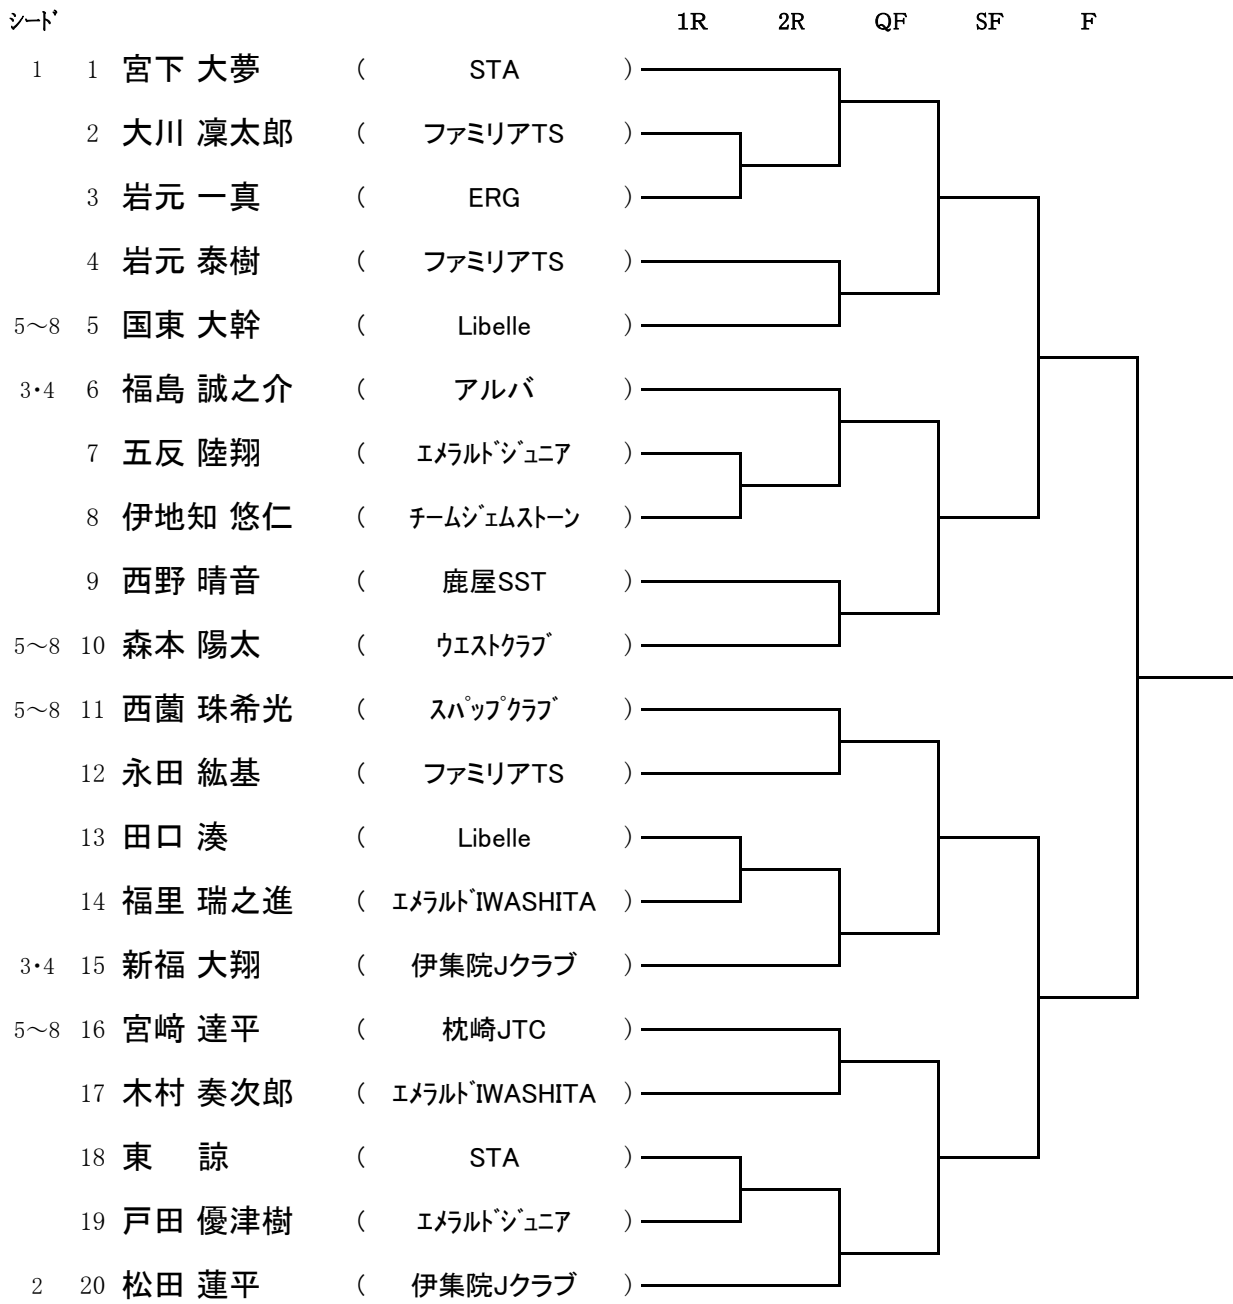 シード 1R 2R QF SF F
1 1 宮下 大夢 ( STA )
2 大川 凜太郎 ( ファミリアTS )
3 岩元 一真 ( ERG )
4 岩元 泰樹 ( ファミリアTS )
5～8 5 国東 大幹 ( Libelle )
3・4 6 福島 誠之介 ( アルバ )
7 五反 陸翔 ( エメラルドジュニア )
8 伊地知 悠仁 ( チームジェムストーン )
9 西野 晴音 ( 鹿屋SST )
5～8 10 森本 陽太 ( ウエストクラブ )
5～8 11 西薗 珠希光 ( スパップクラブ )
12 永田 紘基 ( ファミリアTS )
13 田口 湊 ( Libelle )
14 福里 瑞之進 ( エメラルドIWASHITA )
3・4 15 新福 大翔 ( 伊集院Jクラブ )
5～8 16 宮﨑 達平 ( 枕崎JTC )
17 木村 奏次郎 ( エメラルドIWASHITA )
18 東 諒 ( STA )
19 戸田 優津樹 ( エメラルドジュニア )
2 20 松田 蓮平 ( 伊集院Jクラブ )